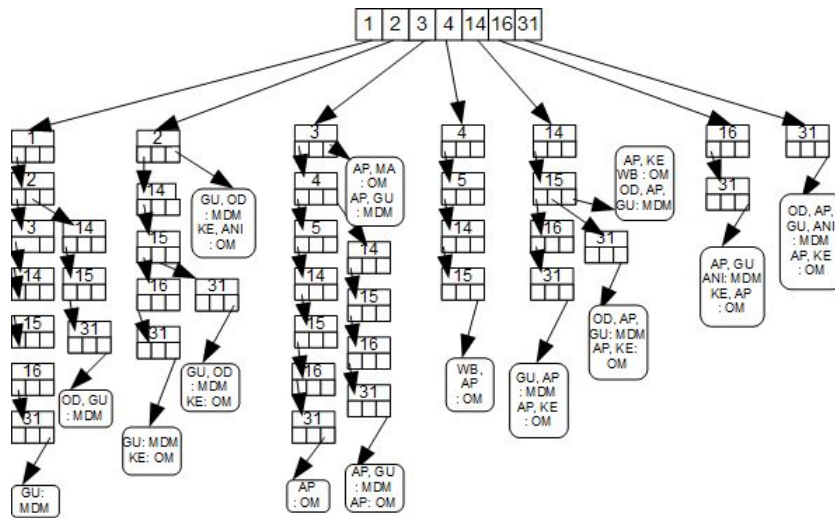 1 2 3 4 14 16 31
1
2
3
14
15
16
31
GU:
MDM
14
15
31
OD, GU
: MDM
2
GU, OD
: MDM
KE, ANI
: OM
14
15
16
31
GU: MDM
KE: OM
31
GU, OD
: MDM
KE: OM
3
AP, MA
: OM
AP, GU
: MDM
4
5
14
15
16
31
AP
: OM
14
15
16
31
AP, GU
: MDM
AP: OM
4
5
14
15
WB,
AP
: OM
14
15
AP, KE
WB : OM
OD, AP,
GU: MDM
16
31
GU, AP
: MDM
AP, KE
: OM
31
OD, AP,
GU: MDM
AP, KE:
OM
16
31
AP, GU
ANI: MDM
KE, AP
: OM
31
OD, AP,
GU, ANI
: MDM
AP, KE
: OM